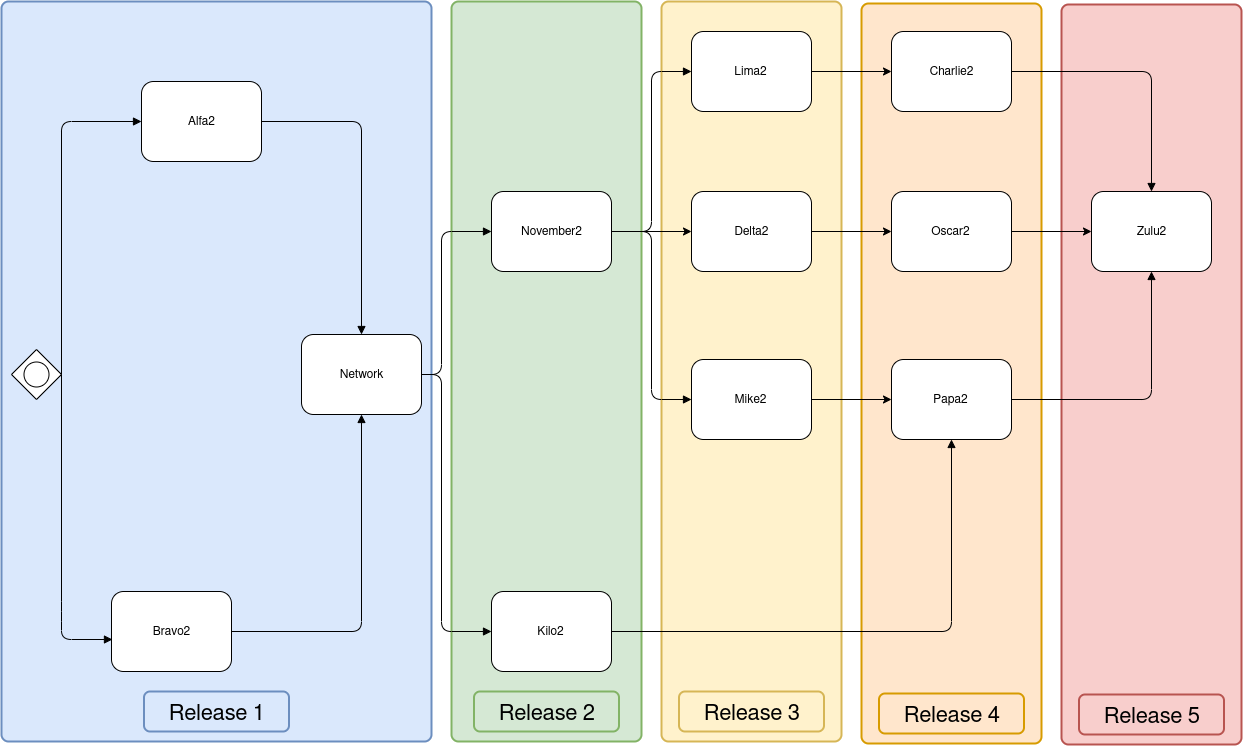 Lima2
Charlie2
Alfa2
November2
Delta2
Oscar2
Zulu2
Network
Mike2
Papa2
Bravo2
Kilo2
Release 1
Release 2
Release 3
Release 4
Release 5